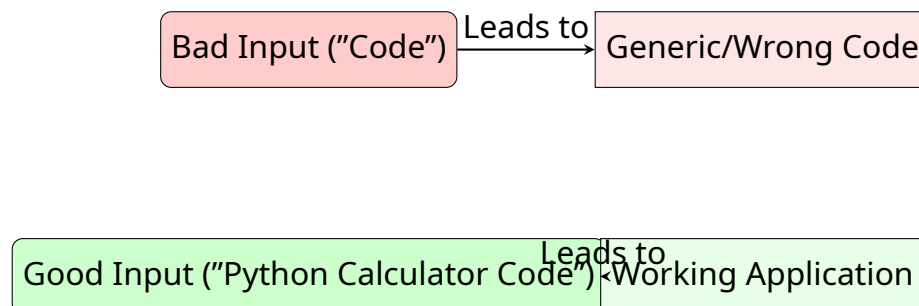 Bad Input (”Code”)
Leads to
Generic/Wrong Code
Good Input (”Python Calculator Code”)
Leads to
Working Application